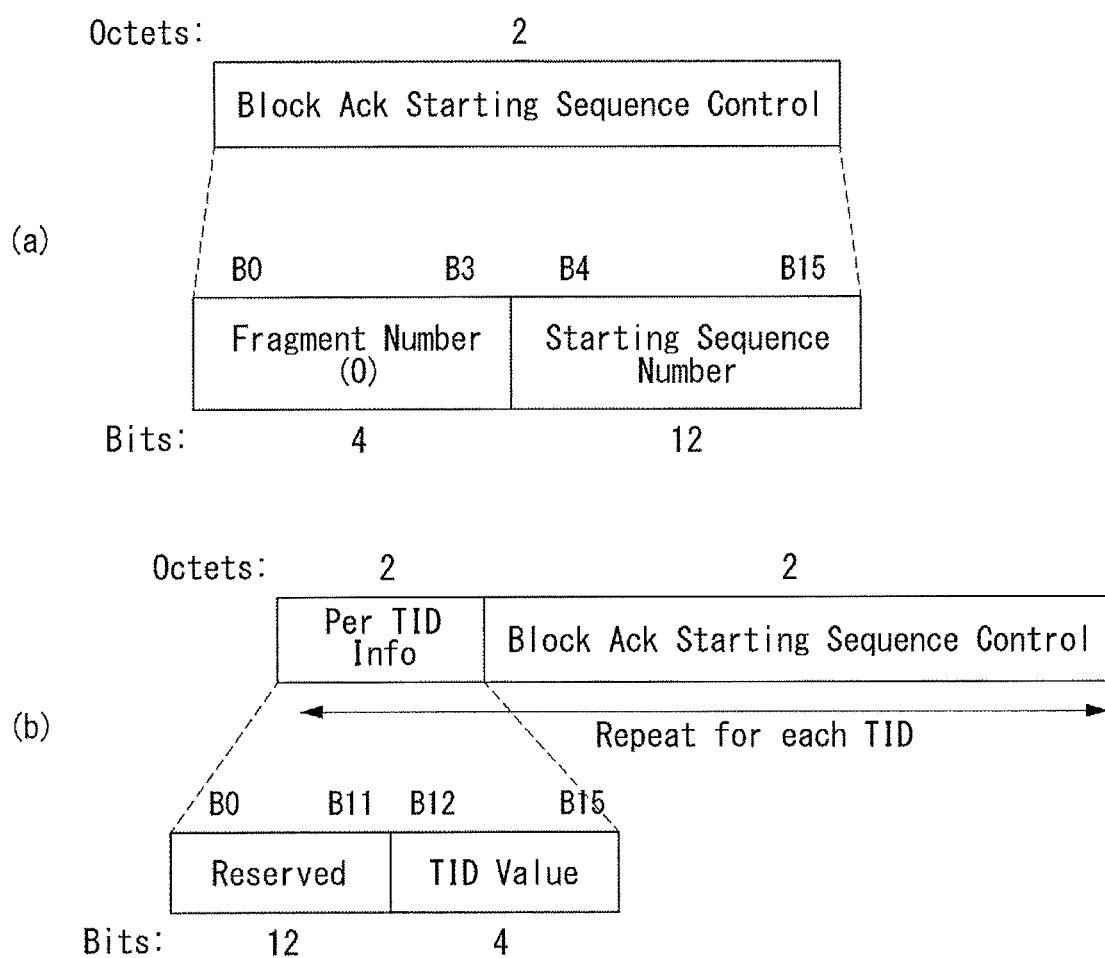 Octets: 2
Block Ack Starting Sequence Control
(a)
B0 B3 B4 B15
Fragment Number
(0)
Starting Sequence
Number
Bits: 4 12
Octets: 2 2
Per TID
Info
Block Ack Starting Sequence Control
(b)
Repeat for each TID
B0 B11 B12 B15
Reserved TID Value
Bits: 12 4